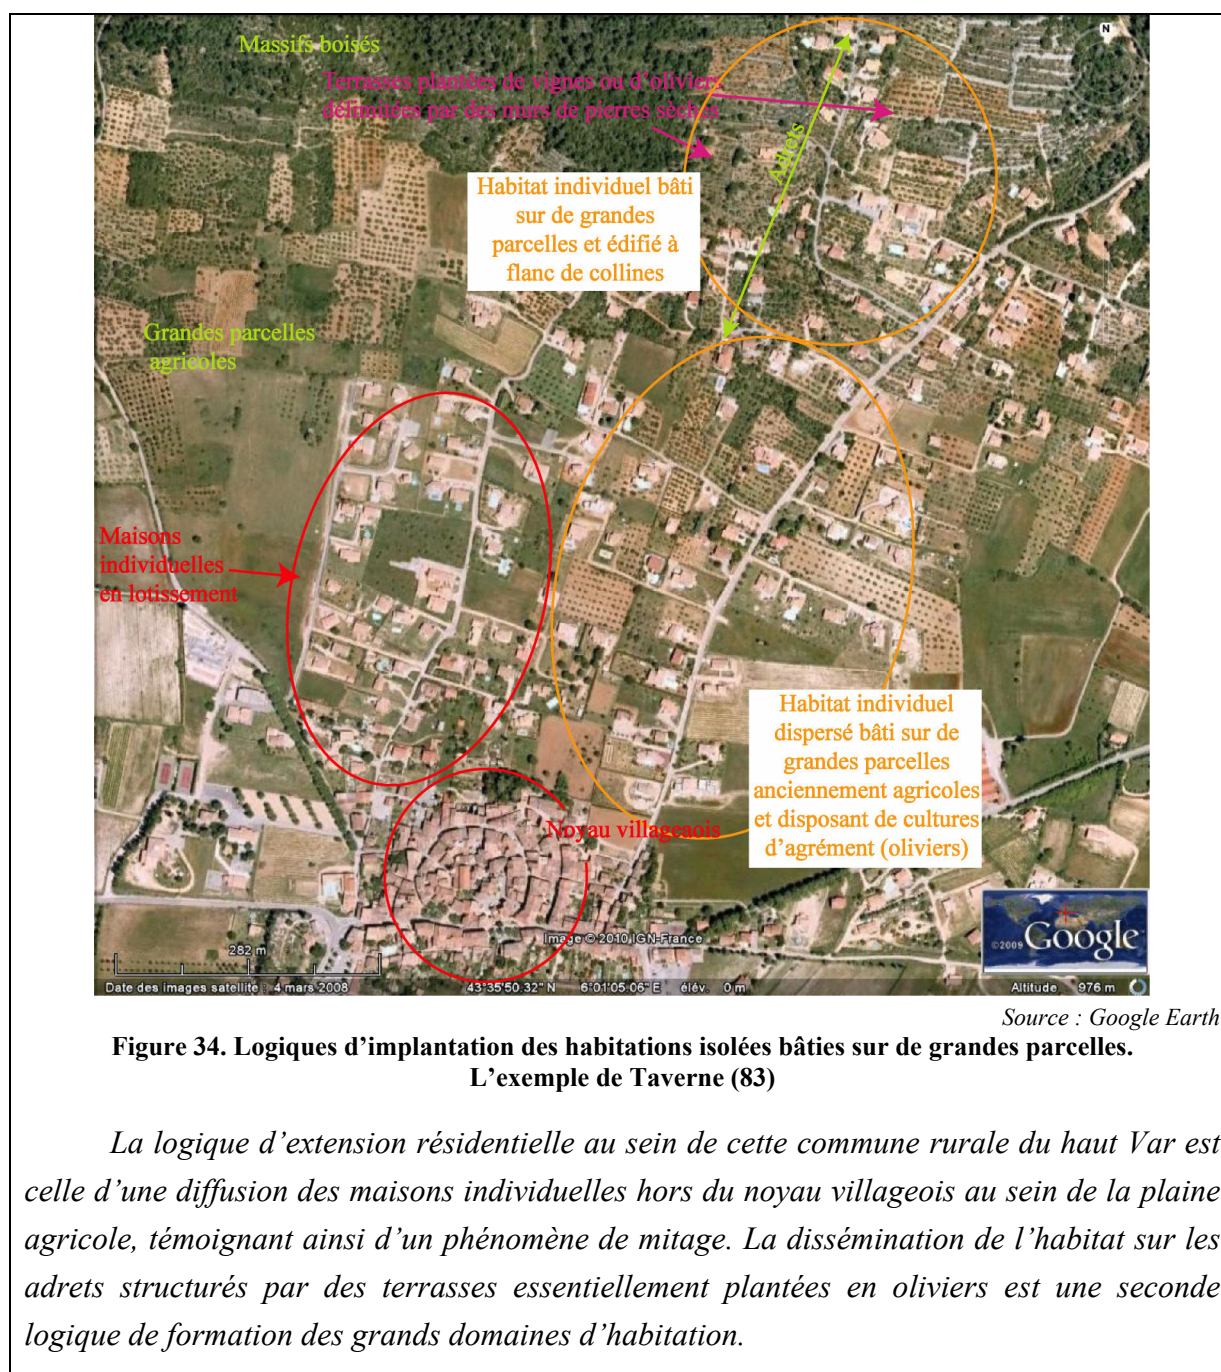 Massifs boisés
N
Terrasses plantées de vignes ou d'oliviers
délimitées par des murs de pierres sèches
Adrets
Habitat individuel bâti
sur de grandes
parcelles et édifié à
flanc de collines
Grandes parcelles
agricoles
Maisons
individuelles
en lotissement
Habitat individuel
dispersé bâti sur de
grandes parcelles
anciennement agricoles
et disposant de cultures
d'agrément (oliviers)
Noyau villageaois
Image © 2010 IGN-France
©2009 Google
282 m
Date des images satellite : 4 mars 2008 43°35'50.32" N 6°01'05.06" E élév. 0 m Altitude 976 m
Source : Google Earth
Figure 34. Logiques d'implantation des habitations isolées bâties sur de grandes parcelles.
L'exemple de Taverne (83)
La logique d'extension résidentielle au sein de cette commune rurale du haut Var est
celle d'une diffusion des maisons individuelles hors du noyau villageois au sein de la plaine
agricole, témoignant ainsi d'un phénomène de mitage. La dissémination de l'habitat sur les
adrets structurés par des terrasses essentiellement plantées en oliviers est une seconde
logique de formation des grands domaines d'habitation.